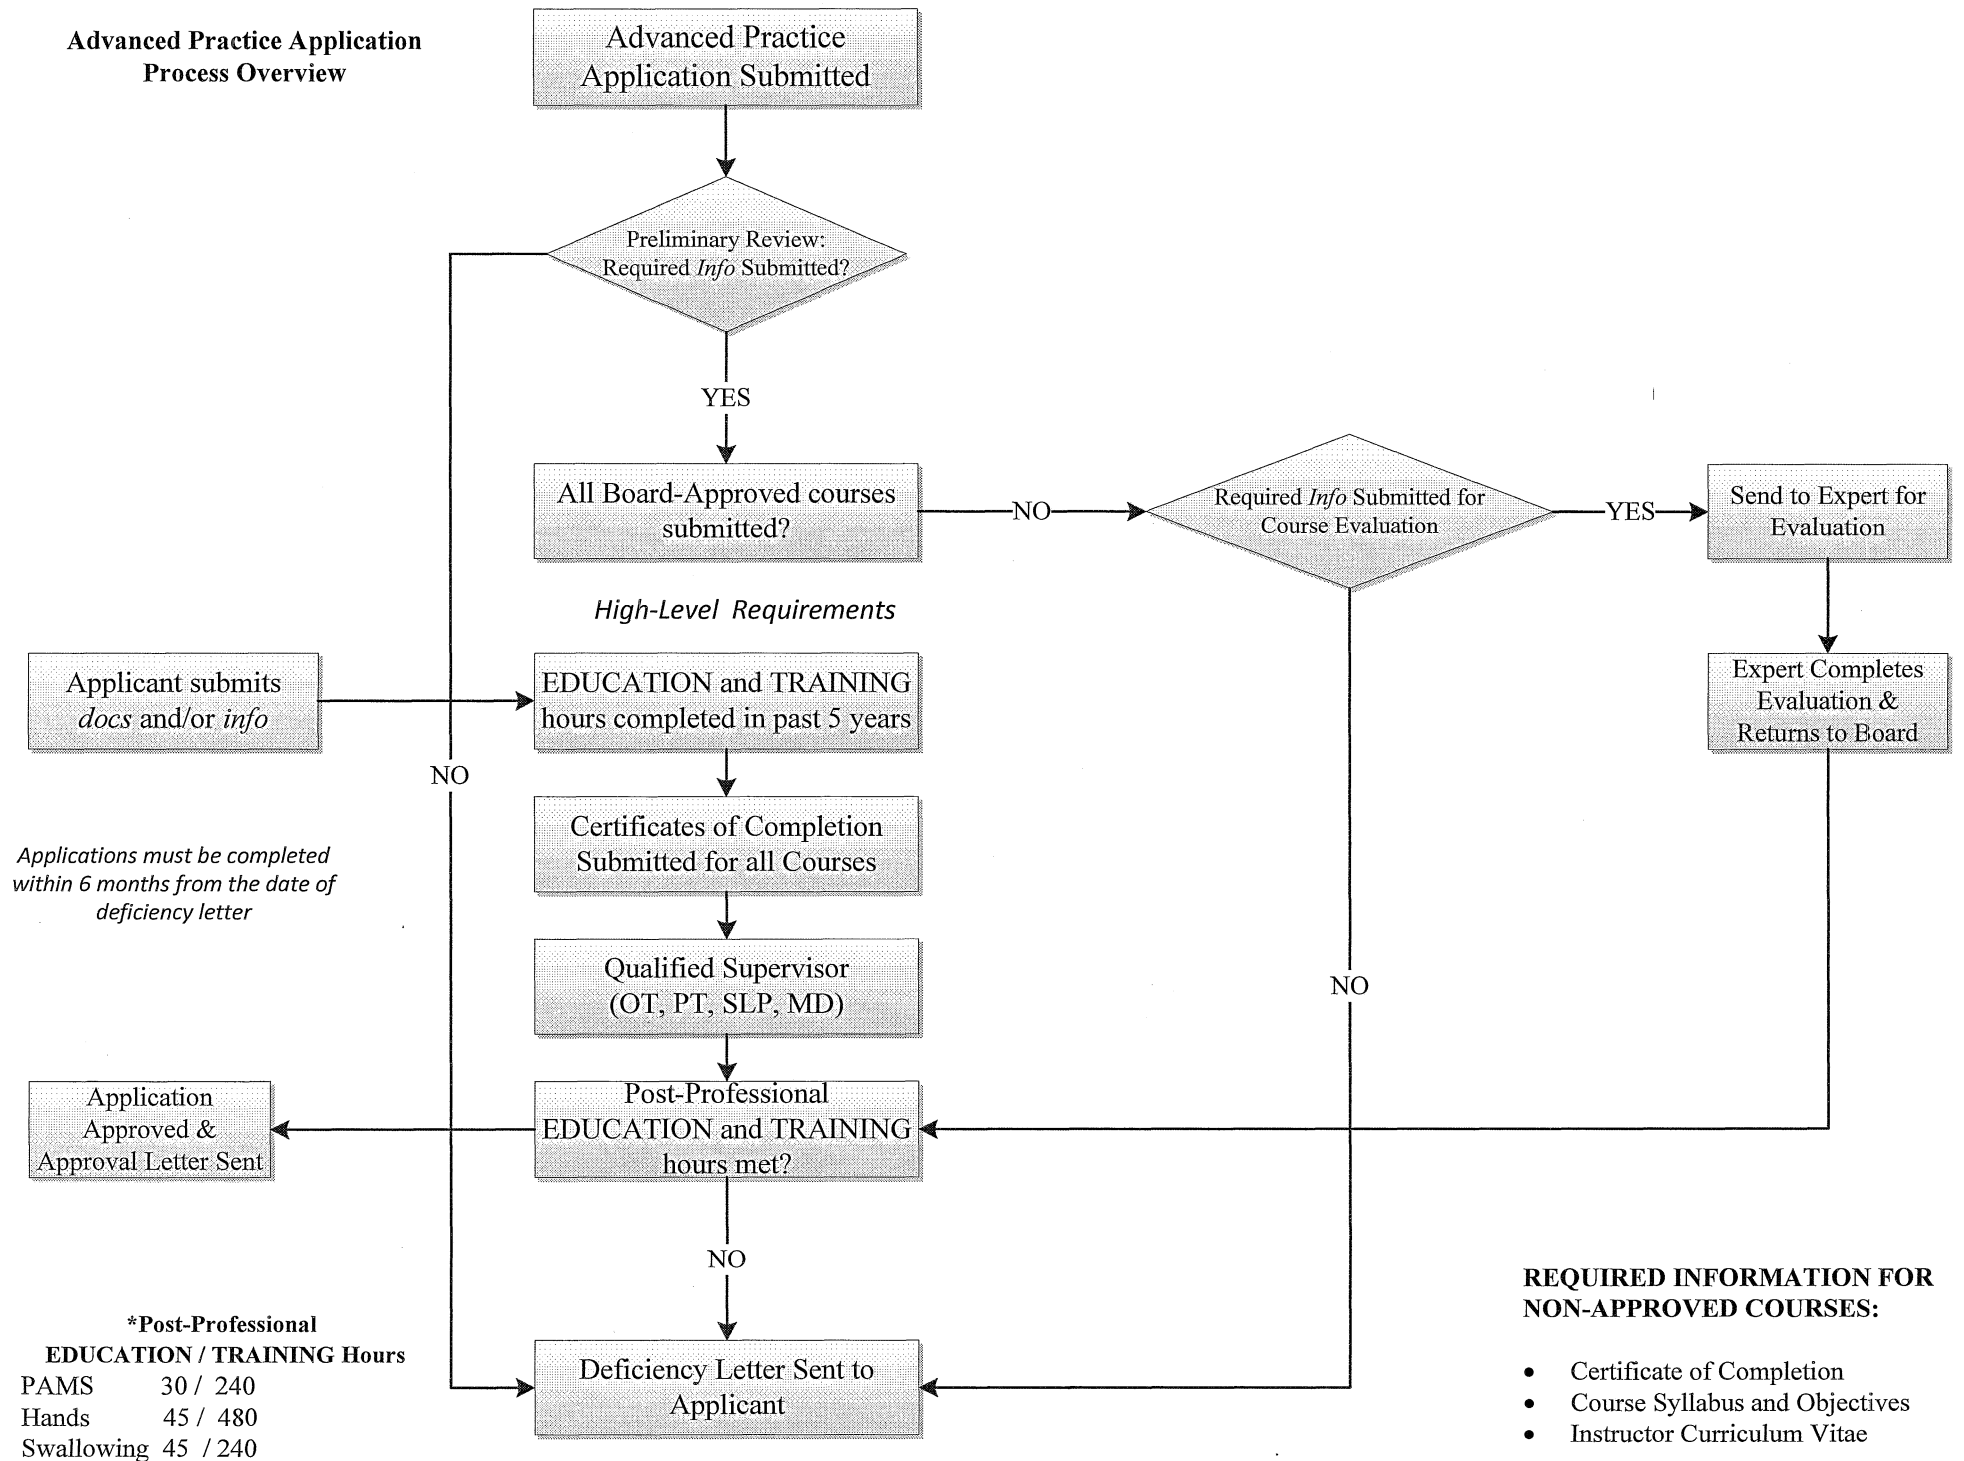 Advanced Practice Application
Process Overview
Advanced Practice
Application Submitted
Preliminary Review:
Required Info Submitted?
YES
All Board-Approved courses
submitted?
NO
Required Info Submitted for
Course Evaluation
YES
Send to Expert for
Evaluation
High-Level Requirements
Applicant submits
docs and/or info
EDUCATION and TRAINING
hours completed in past 5 years
Expert Completes
Evaluation &
Returns to Board
NO
Certificates of Completion
Submitted for all Courses
Applications must be completed
within 6 months from the date of
deficiency letter
Qualified Supervisor
(OT, PT, SLP, MD)
NO
Application
Approved &
Approval Letter Sent
Post-Professional
EDUCATION and TRAINING
hours met?
NO
Deficiency Letter Sent to
Applicant
*Post-Professional
EDUCATION / TRAINING Hours
PAMS 30 / 240
Hands 45 / 480
Swallowing 45 / 240
REQUIRED INFORMATION FOR
NON-APPROVED COURSES:
• Certificate of Completion
• Course Syllabus and Objectives
• Instructor Curriculum Vitae